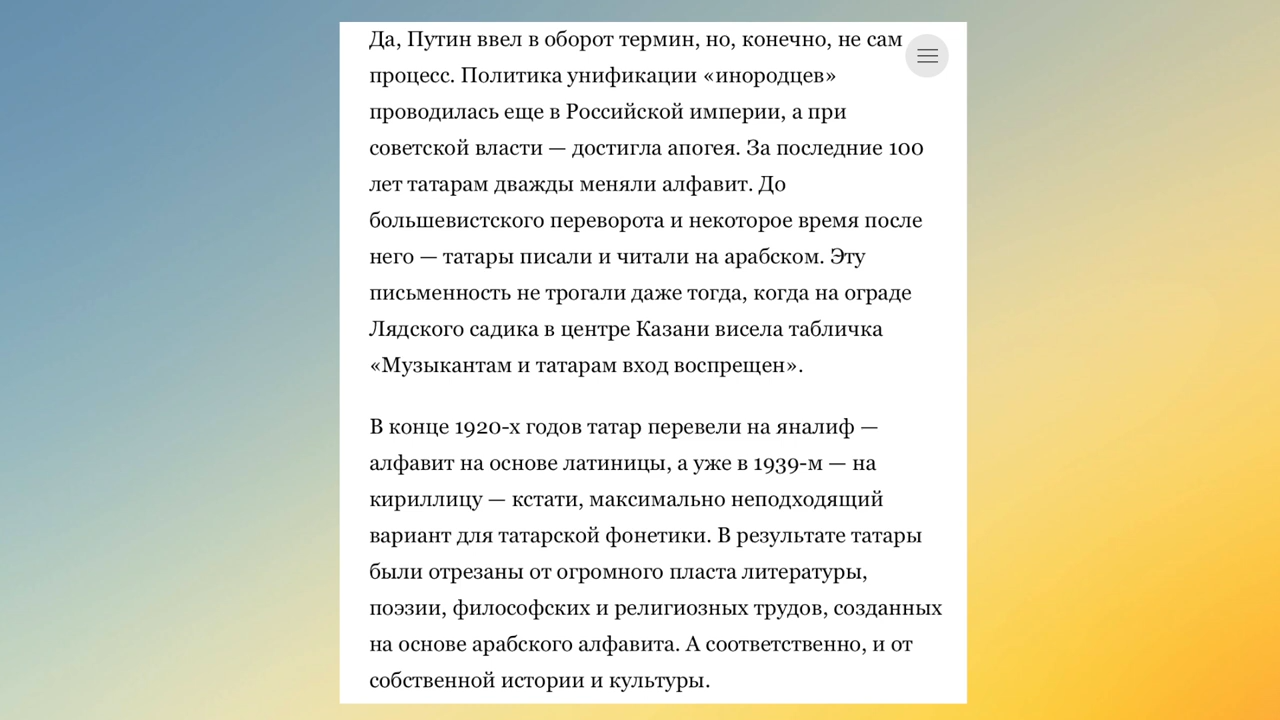 Да, Путин ввел в оборот термин, но, конечно, не сам
процесс. Политика унификации «инородцев»
проводилась еще в Российской империи, а при
советской власти — достигла апогея. За последние 100
лет татарам дважды меняли алфавит. До
большевистского переворота и некоторое время после
него — татары писали и читали на арабском. Эту
письменность не трогали даже тогда, когда на ограде
Лядского садика в центре Казани висела табличка
«Музыкантам и татарам вход воспрещен».
В конце 1920-х годов татар перевели на яналиф —
алфавит на основе латиницы, а уже в 1939-м — на
кириллицу — кстати, максимально неподходящий
вариант для татарской фонетики. В результате татары
были отрезаны от огромного пласта литературы,
поэзии, философских и религиозных трудов, созданных
на основе арабского алфавита. А соответственно, и от
собственной истории и культуры.